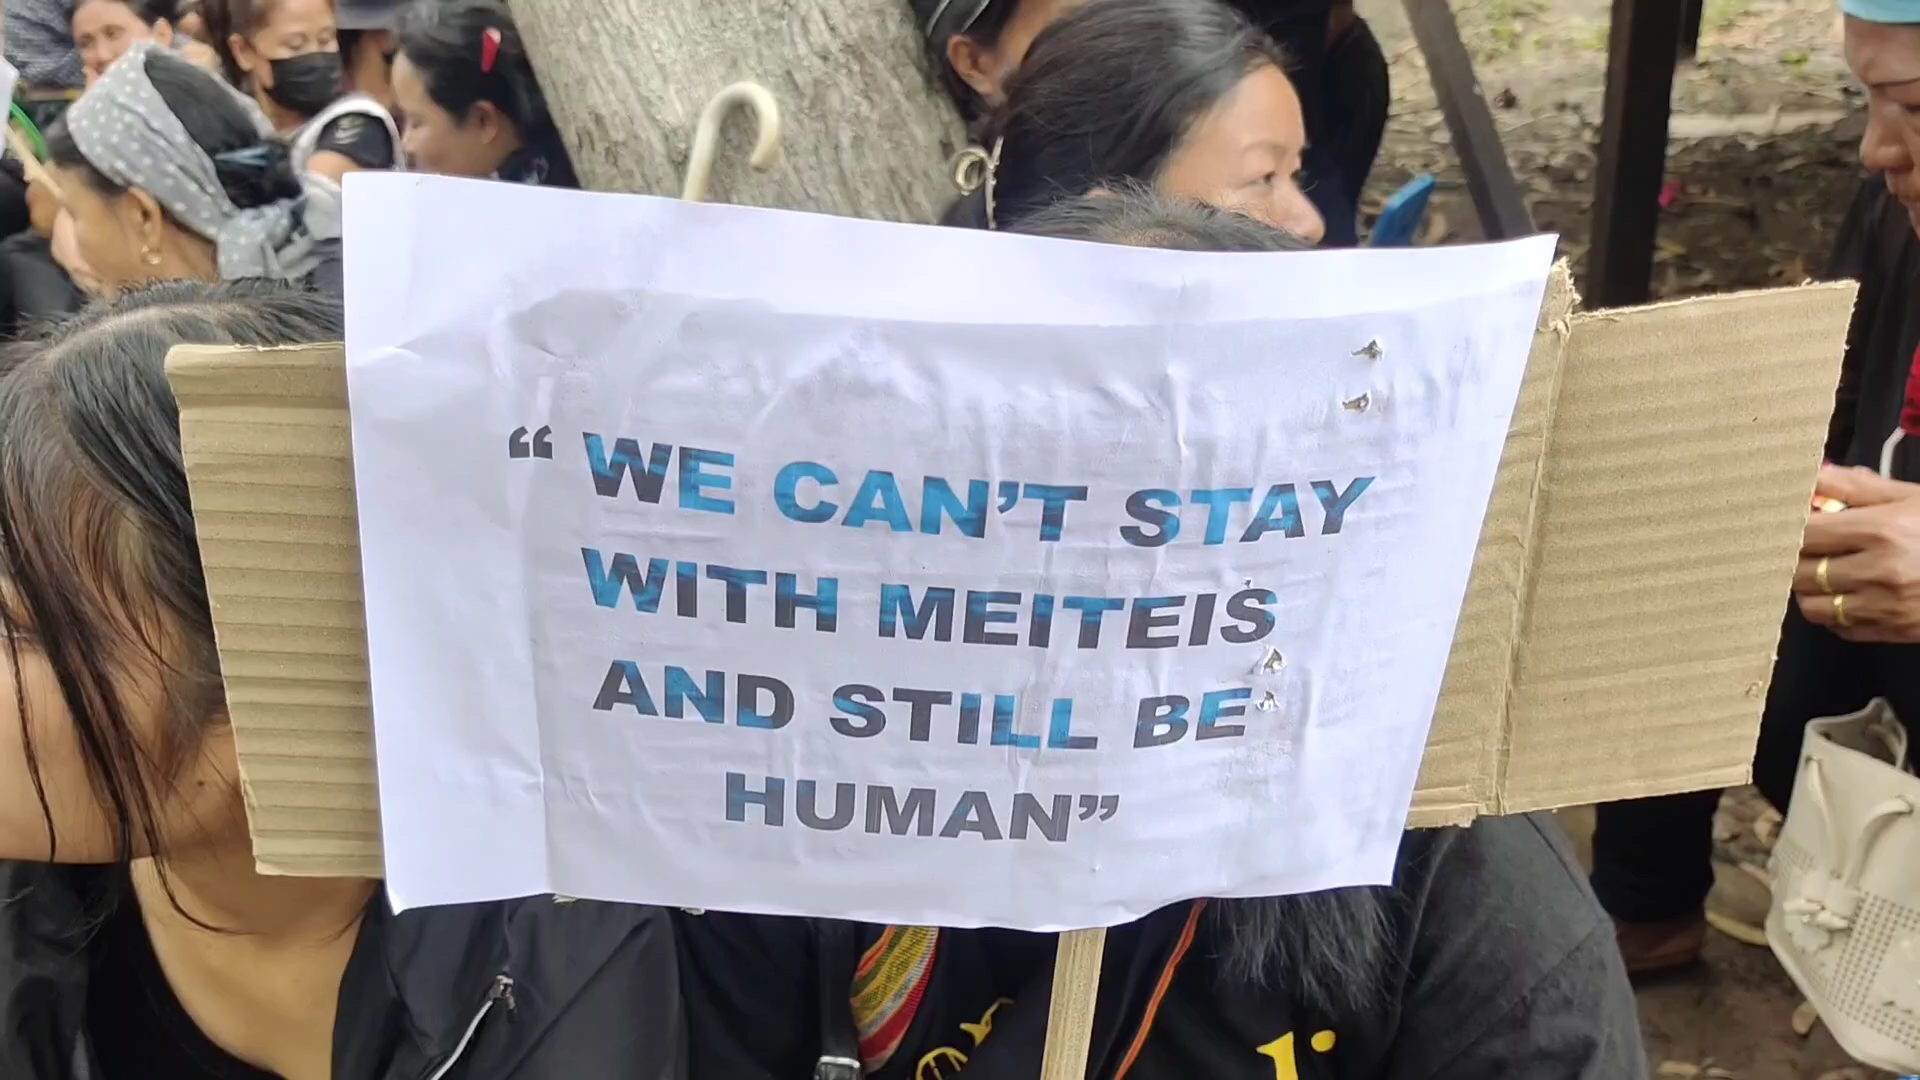 “ WE CAN’T STAY
WITH MEITEIS
AND STILL BE
HUMAN”